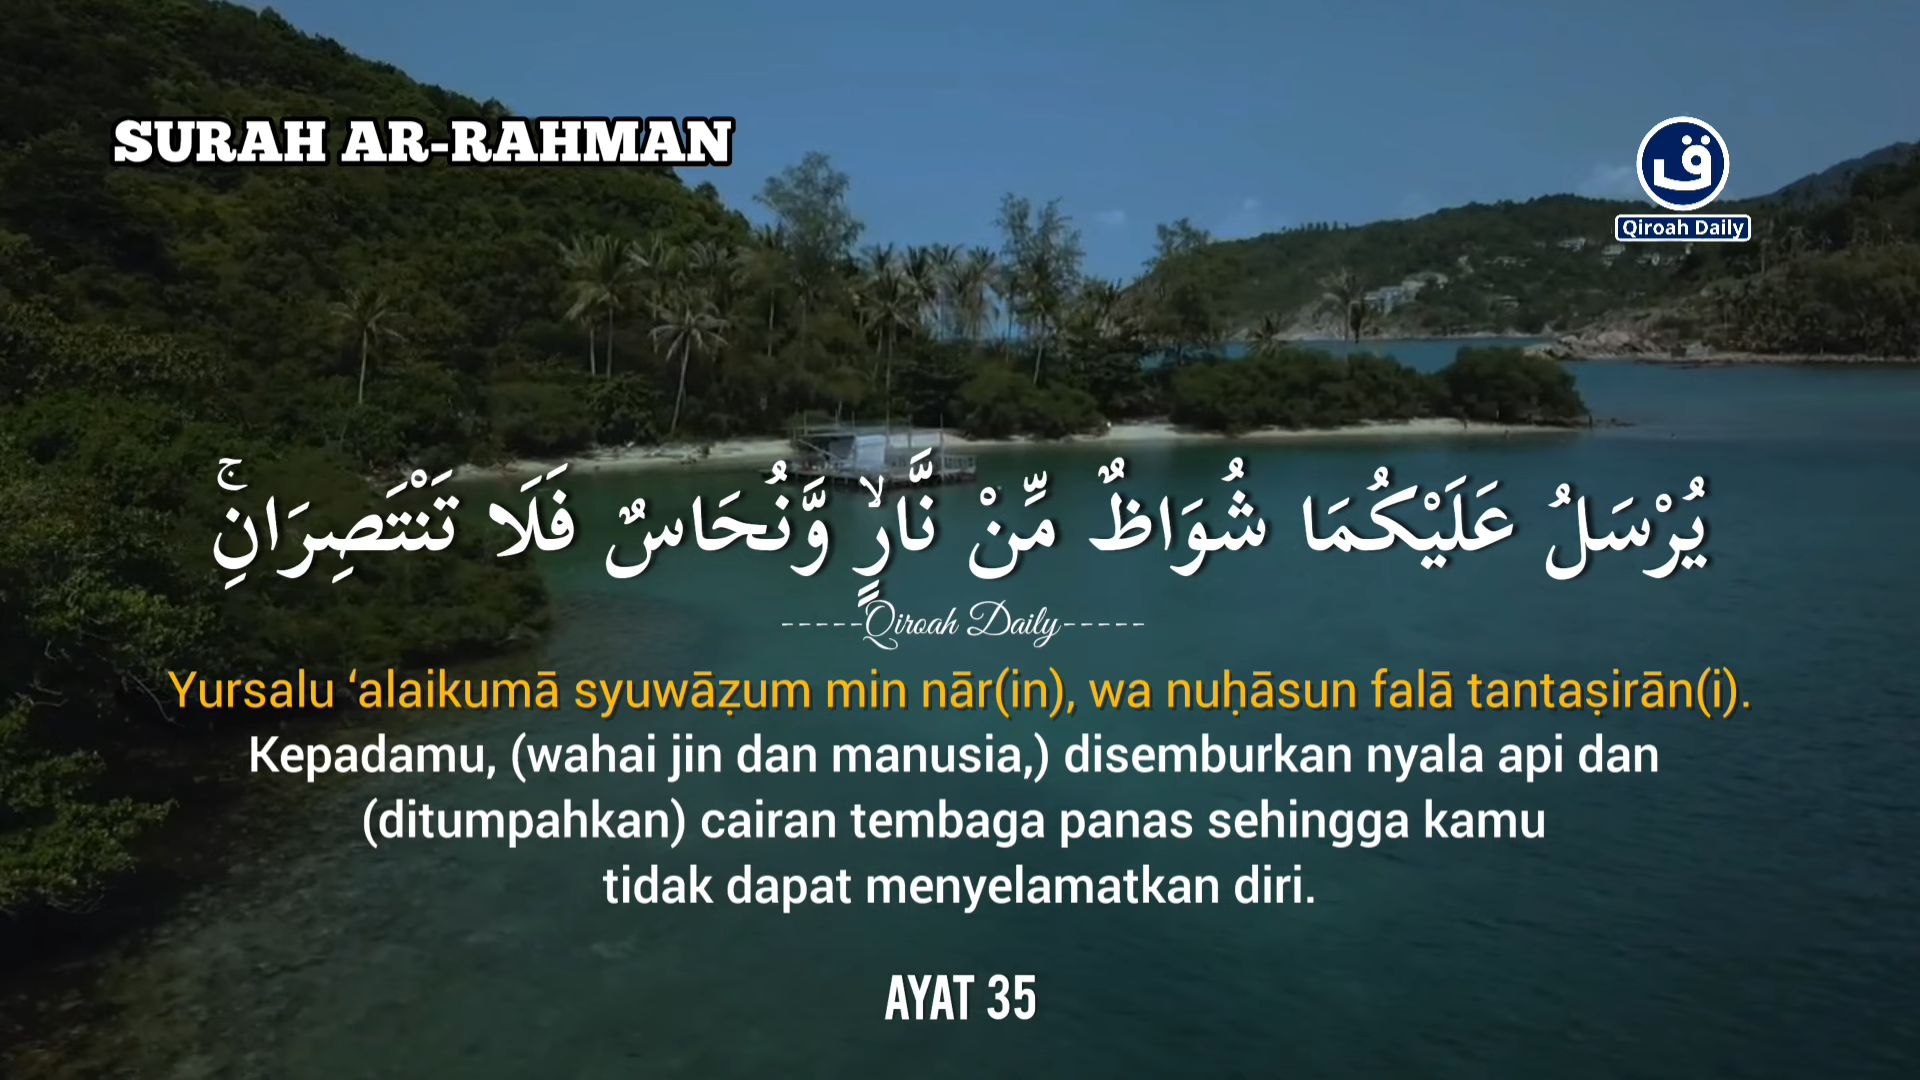 SURAH AR-RAHMAN
ق
Qiroah Daily
يُرْسَلُ عَلَيْكُمَا شُوَاظٌ مِّنْ نَّارٍۙ وَّنُحَاسٌ فَلَا تَنْتَصِرَانِۚ
-----Qiroah Daily-----
Yursalu ‘alaikumā syuwāẓum min nār(in), wa nuḥāsun falā tantaṣirān(i).
Kepadamu, (wahai jin dan manusia,) disemburkan nyala api dan
(ditumpahkan) cairan tembaga panas sehingga kamu
tidak dapat menyelamatkan diri.
AYAT 35